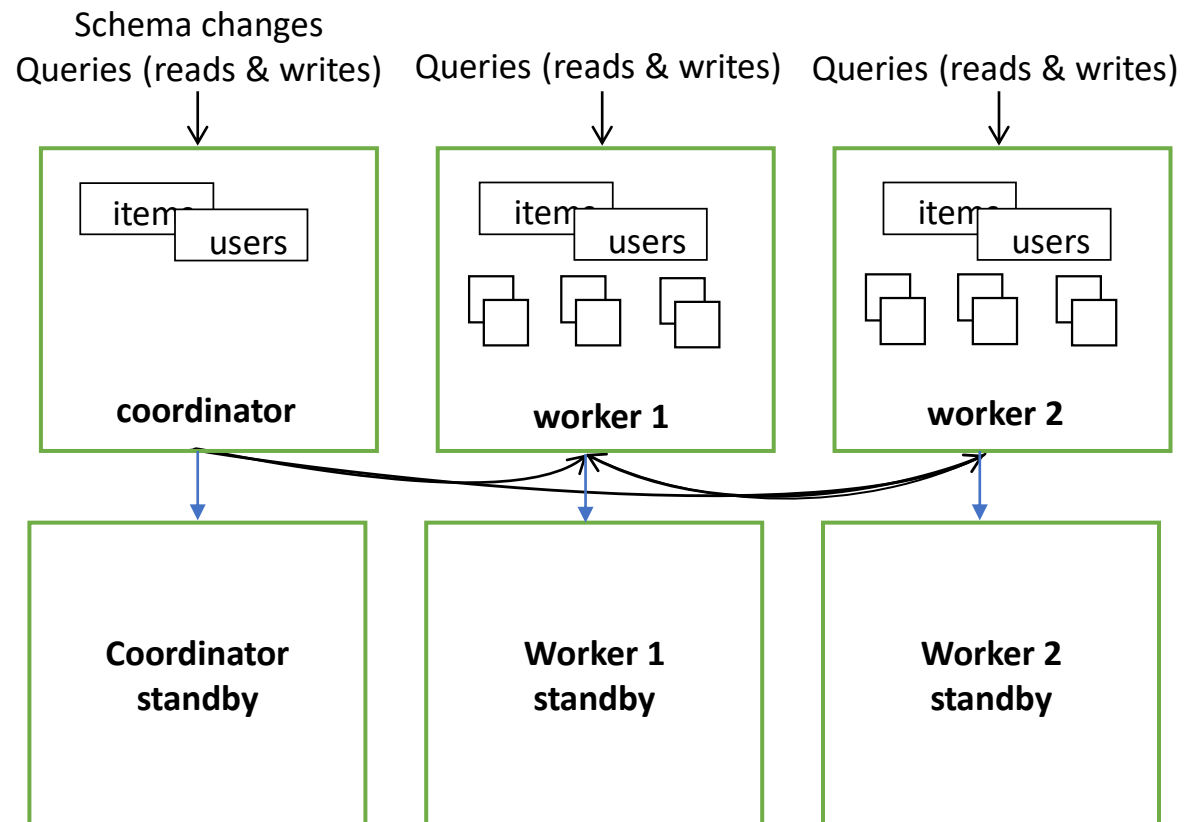 Schema changes
Queries (reads & writes)
Queries (reads & writes)
Queries (reads & writes)
items
users
items
users
items
users
coordinator
worker 1
worker 2
Coordinator
standby
Worker 1
standby
Worker 2
standby